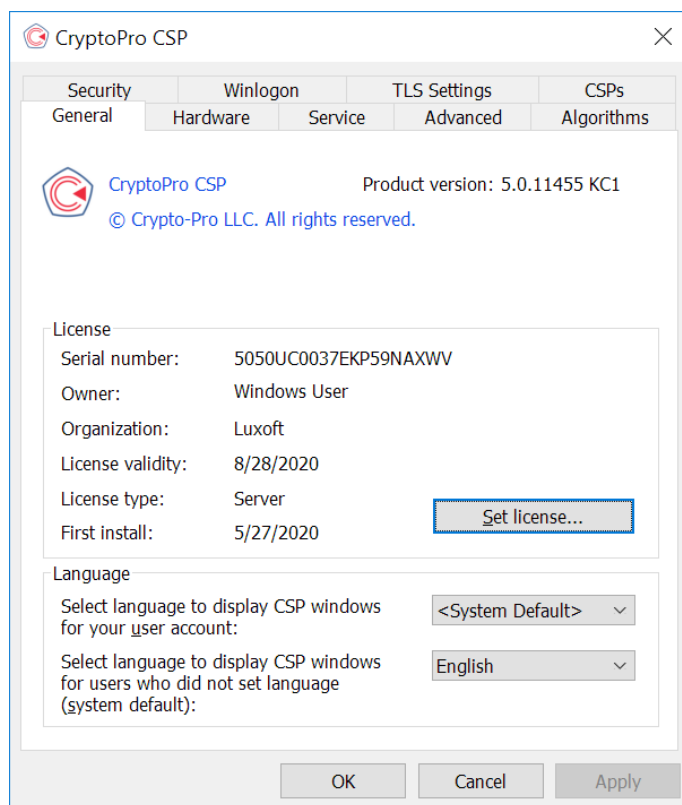 CryptoPro CSP
Security Winlogon TLS Settings CSPs
General Hardware Service Advanced Algorithms
CryptoPro CSP Product version: 5.0.11455 KC1
© Crypto-Pro LLC. All rights reserved.
License
Serial number: 5050UC0037EKP59NAXWV
Owner: Windows User
Organization: Luxoft
License validity: 8/28/2020
License type: Server
Set license...
First install: 5/27/2020
Language
Select language to display CSP windows
for your user account:
<System Default>
Select language to display CSP windows
for users who did not set language
(system default):
English
OK Cancel Apply